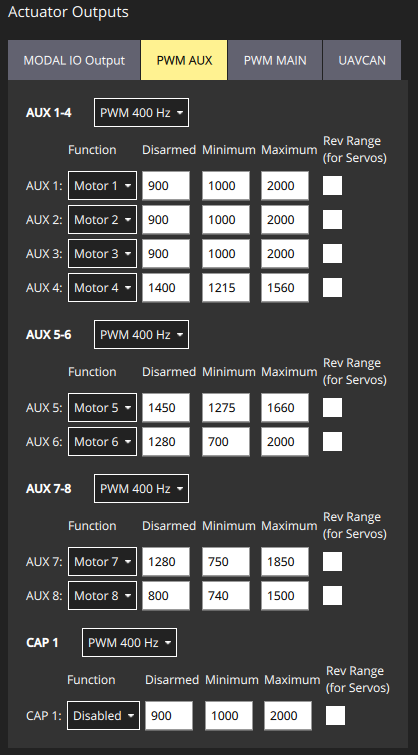 Actuator Outputs
MODAL IO Output PWM AUX PWM MAIN UAVCAN
AUX 1-4 PWM 400 Hz
Function Disarmed Minimum Maximum Rev Range (for Servos)
AUX 1: Motor 1 900 1000 2000
AUX 2: Motor 2 900 1000 2000
AUX 3: Motor 3 900 1000 2000
AUX 4: Motor 4 1400 1215 1560
AUX 5-6 PWM 400 Hz
Function Disarmed Minimum Maximum Rev Range (for Servos)
AUX 5: Motor 5 1450 1275 1660
AUX 6: Motor 6 1280 700 2000
AUX 7-8 PWM 400 Hz
Function Disarmed Minimum Maximum Rev Range (for Servos)
AUX 7: Motor 7 1280 750 1850
AUX 8: Motor 8 800 740 1500
CAP 1 PWM 400 Hz
Function Disarmed Minimum Maximum Rev Range (for Servos)
CAP 1: Disabled 900 1000 2000